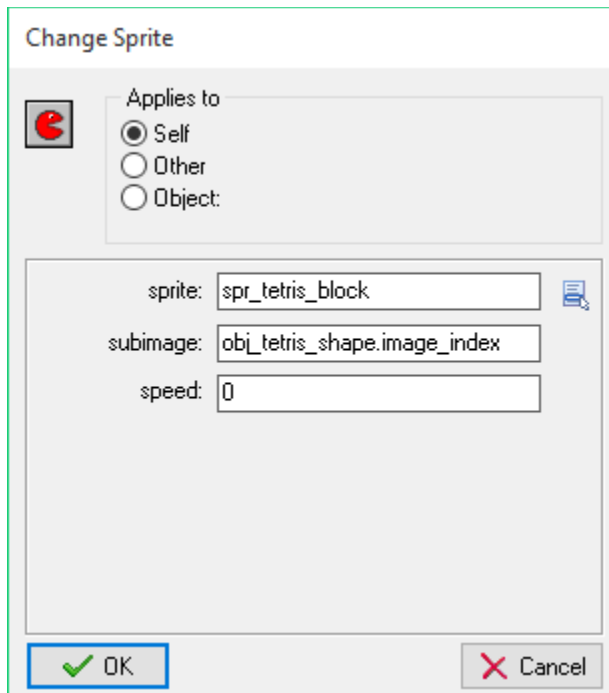 Change Sprite
Applies to
Self
Other
Object:
sprite: spr_tetris_block
subimage: obj_tetris_shape.image_index
speed: 0
OK Cancel